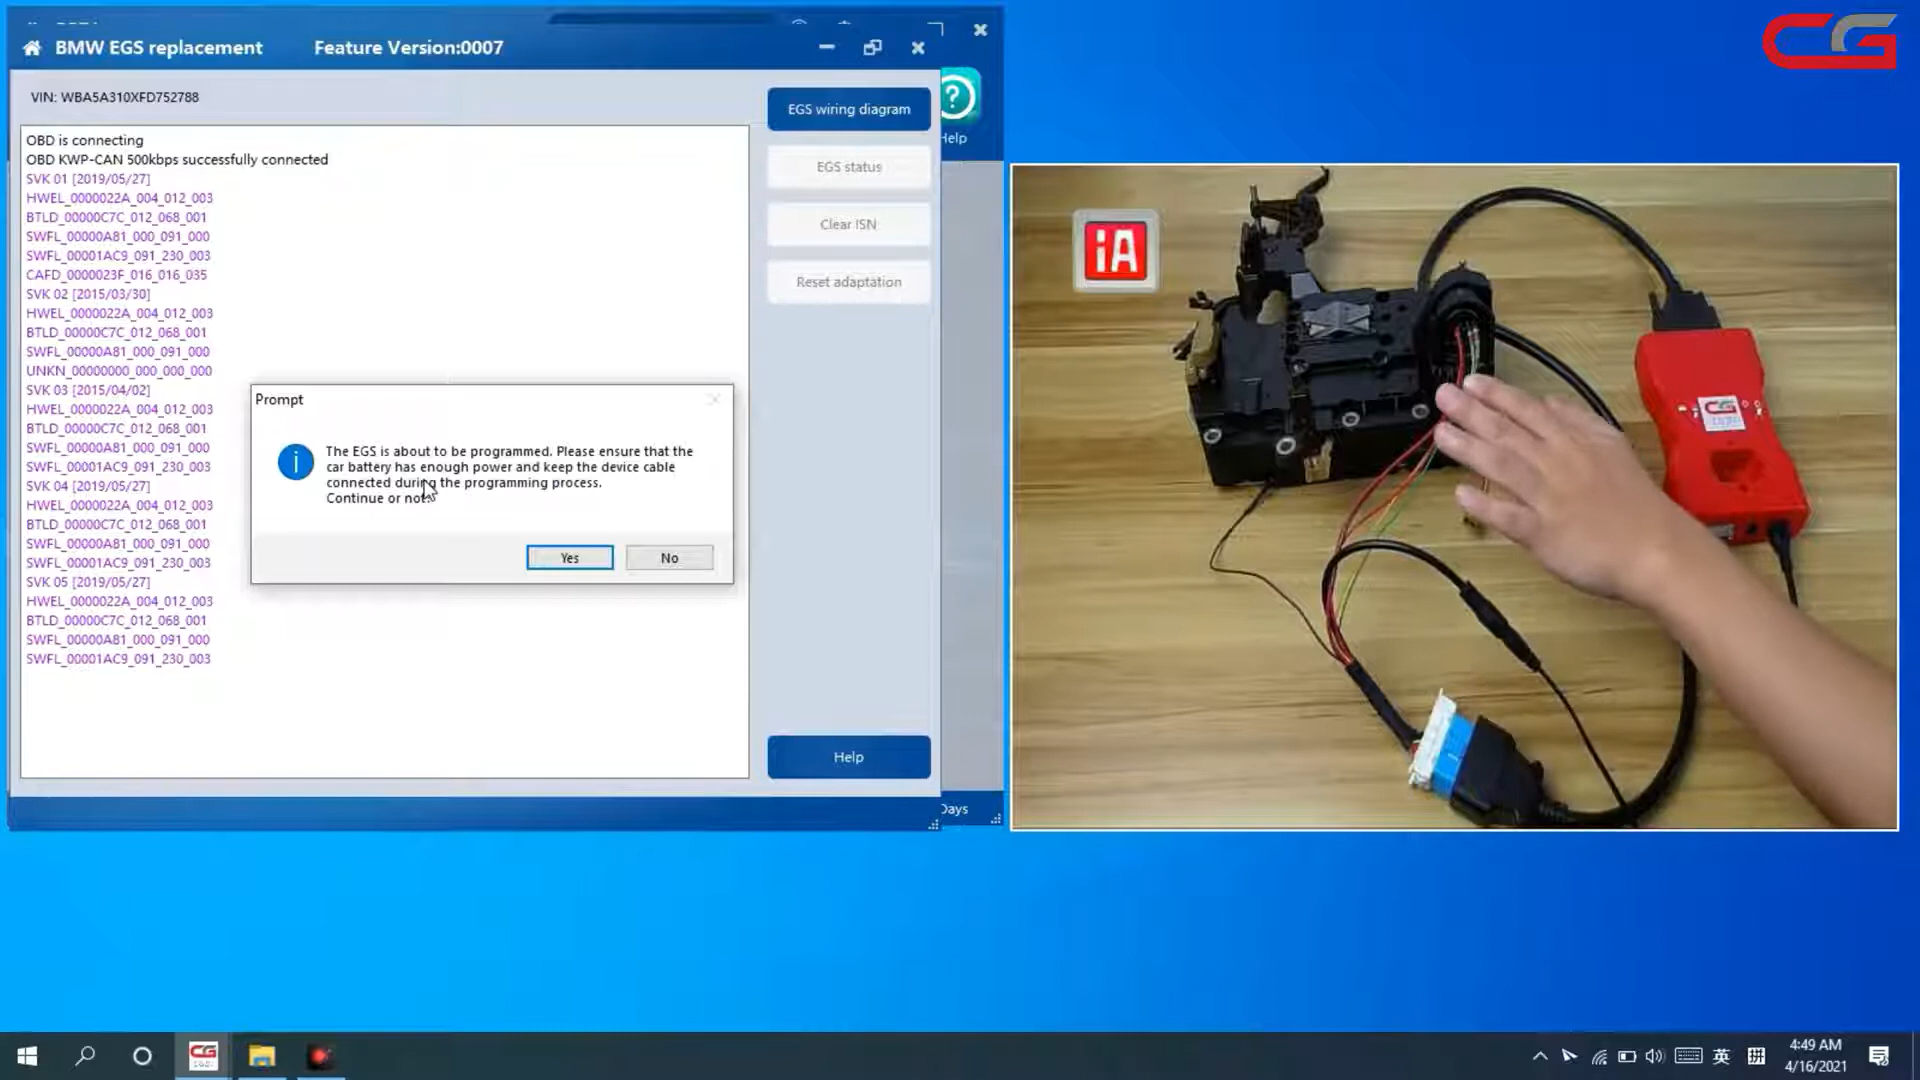 BMW EGS replacement
Feature Version:0007
VIN: WBA5A310XFD752788
OBD is connecting
OBD KWP-CAN 500kbps successfully connected
SVK 01 [2019/05/27]
HWEL_0000022A_004_012_003
BTLD_00000C7C_012_068_001
SWFL_00000A81_000_091_000
SWFL_00001AC9_091_230_003
CAFD_0000023F_016_016_035
SVK 02 [2015/03/30]
HWEL_0000022A_004_012_003
BTLD_00000C7C_012_068_001
SWFL_00000A81_000_091_000
UNKN_00000000_000_000_000
SVK 03 [2015/04/02]
HWEL_0000022A_004_012_003
BTLD_00000C7C_012_068_001
SWFL_00000A81_000_091_000
SWFL_00001AC9_091_230_003
SVK 04 [2019/05/27]
HWEL_0000022A_004_012_003
BTLD_00000C7C_012_068_001
SWFL_00000A81_000_091_000
SWFL_00001AC9_091_230_003
SVK 05 [2019/05/27]
HWEL_0000022A_004_012_003
BTLD_00000C7C_012_068_001
SWFL_00000A81_000_091_000
SWFL_00001AC9_091_230_003
Prompt
The EGS is about to be programmed. Please ensure that the
car battery has enough power and keep the device cable
connected during the programming process.
Continue or not?
Yes
No
EGS wiring diagram
EGS status
Clear ISN
Reset adaptation
Help
Help
Days
CG
iA
CG
CG
英
拼
4:49 AM
4/16/2021